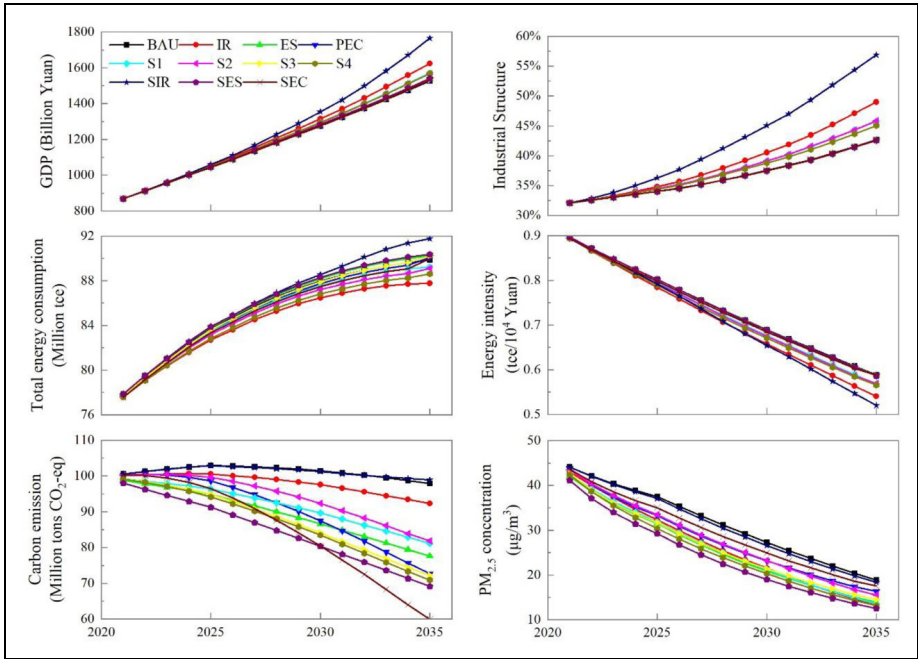 1800
1600
1400
1200
1000
800
GDP (Billion Yuan)
BAU IR ES PEC
S1 S2 S3 S4
SIR SES SEC
60%
55%
50%
45%
40%
35%
30%
Industrial Structure
92
88
84
80
76
Total energy consumption
(Million tce)
0.9
0.8
0.7
0.6
0.5
Energy intensity
(tce/10⁴ Yuan)
110
100
90
80
70
60
Carbon emission
(Million tons CO₂-eq)
2020 2025 2030 2035
50
40
30
20
10
PM₂.₅ concentration
(μg/m³)
2020 2025 2030 2035